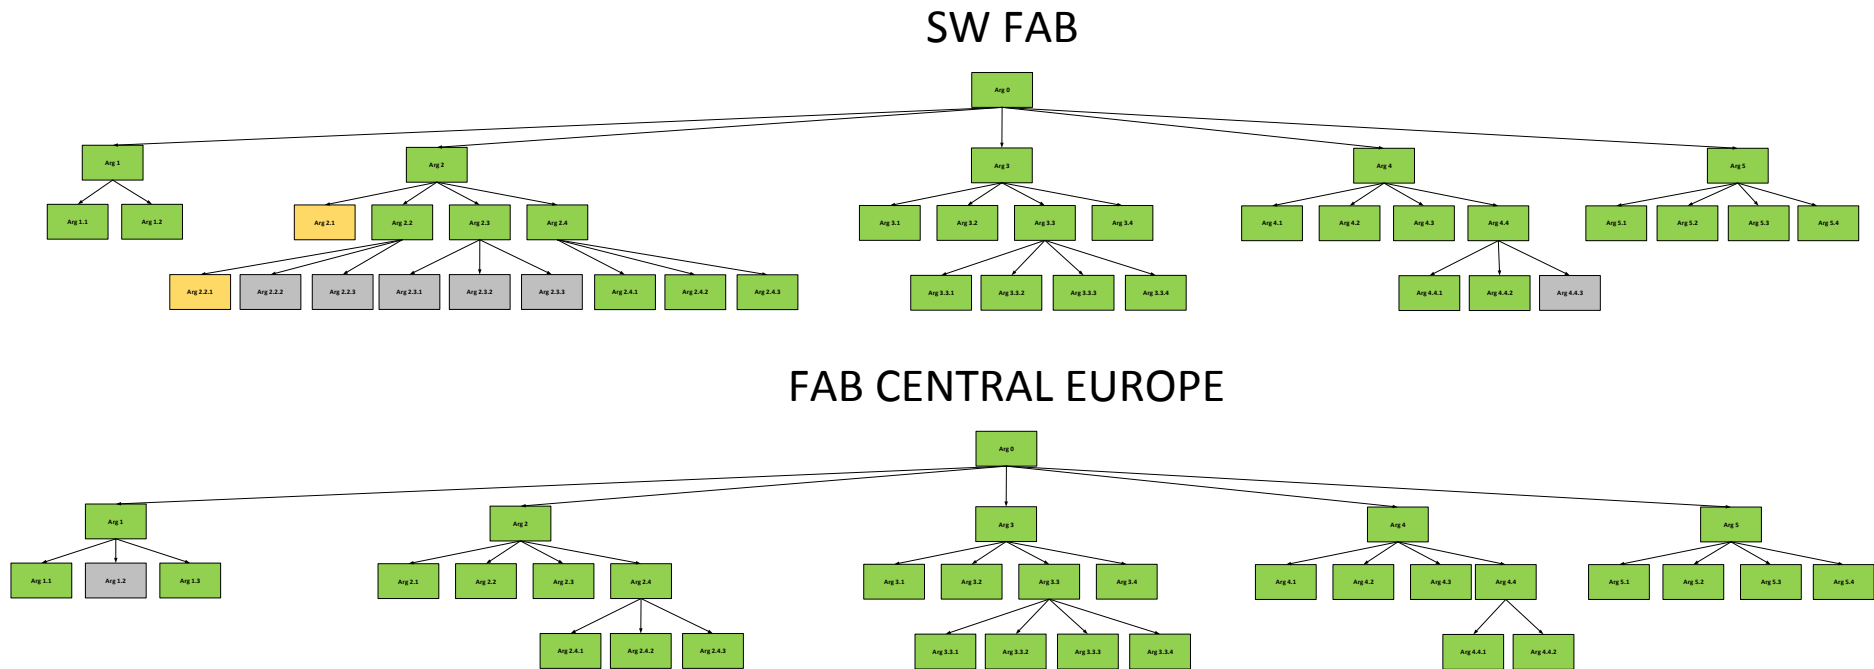 SW FAB
Arg 0
Arg 1
Arg 2
Arg 3
Arg 4
Arg 5
Arg 1.1
Arg 1.2
Arg 2.1
Arg 2.2
Arg 2.3
Arg 2.4
Arg 3.1
Arg 3.2
Arg 3.3
Arg 3.4
Arg 4.1
Arg 4.2
Arg 4.3
Arg 4.4
Arg 5.1
Arg 5.2
Arg 5.3
Arg 5.4
Arg 2.2.1
Arg 2.2.2
Arg 2.2.3
Arg 2.3.1
Arg 2.3.2
Arg 2.3.3
Arg 2.4.1
Arg 2.4.2
Arg 2.4.3
Arg 3.3.1
Arg 3.3.2
Arg 3.3.3
Arg 3.3.4
Arg 4.4.1
Arg 4.4.2
Arg 4.4.3
FAB CENTRAL EUROPE
Arg 0
Arg 1
Arg 2
Arg 3
Arg 4
Arg 5
Arg 1.1
Arg 1.2
Arg 1.3
Arg 2.1
Arg 2.2
Arg 2.3
Arg 2.4
Arg 3.1
Arg 3.2
Arg 3.3
Arg 3.4
Arg 4.1
Arg 4.2
Arg 4.3
Arg 4.4
Arg 5.1
Arg 5.2
Arg 5.3
Arg 5.4
Arg 2.4.1
Arg 2.4.2
Arg 2.4.3
Arg 3.3.1
Arg 3.3.2
Arg 3.3.3
Arg 3.3.4
Arg 4.4.1
Arg 4.4.2